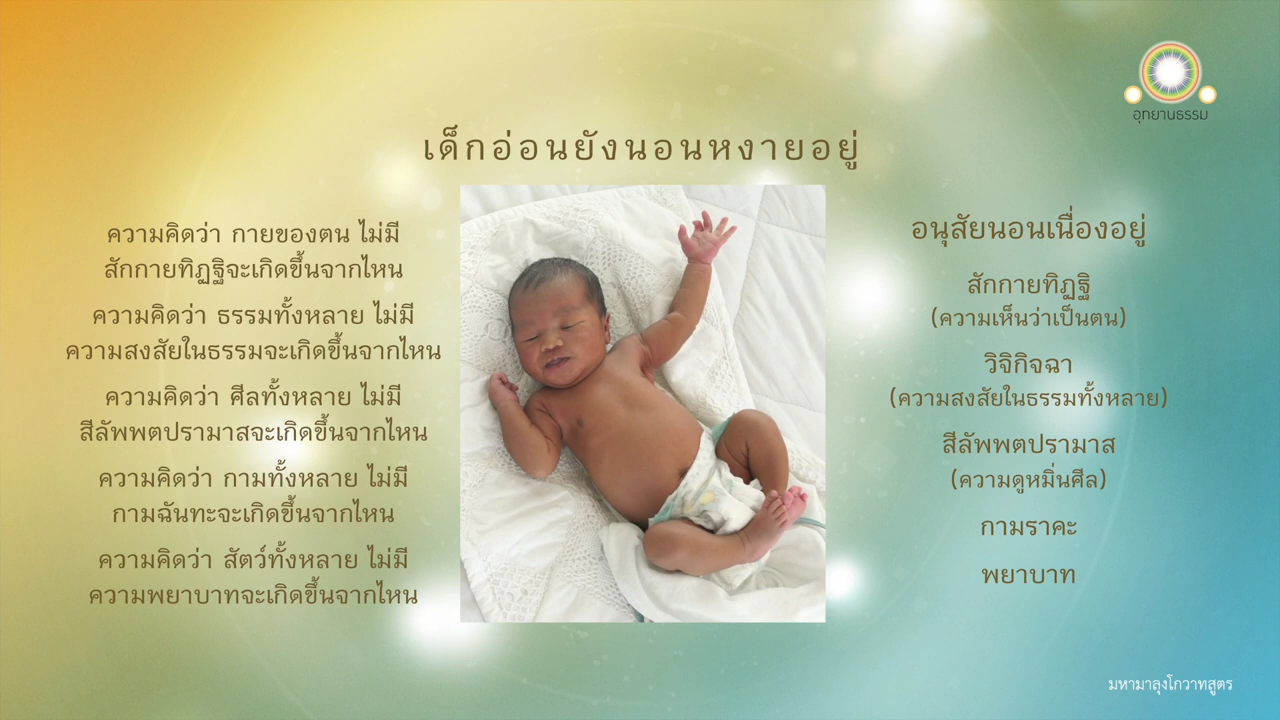 อุทยานธรรม
เด็กอ่อนยังนอนหงายอยู่
ความคิดว่า กายของตน ไม่มี
สักกายทิฏฐิจะเกิดขึ้นจากไหน
ความคิดว่า ธรรมทั้งหลาย ไม่มี
ความสงสัยในธรรมจะเกิดขึ้นจากไหน
ความคิดว่า ศีลทั้งหลาย ไม่มี
สีลัพพตปรามาสจะเกิดขึ้นจากไหน
ความคิดว่า กามทั้งหลาย ไม่มี
กามฉันทะจะเกิดขึ้นจากไหน
ความคิดว่า สัตว์ทั้งหลาย ไม่มี
ความพยาบาทจะเกิดขึ้นจากไหน
อนุสัยนอนเนื่องอยู่
สักกายทิฏฐิ
(ความเห็นว่าเป็นตน)
วิจิกิจฉา
(ความสงสัยในธรรมทั้งหลาย)
สีลัพพตปรามาส
(ความดูหมิ่นศีล)
กามราคะ
พยาบาท
มหามาลุงโกวาทสูตร